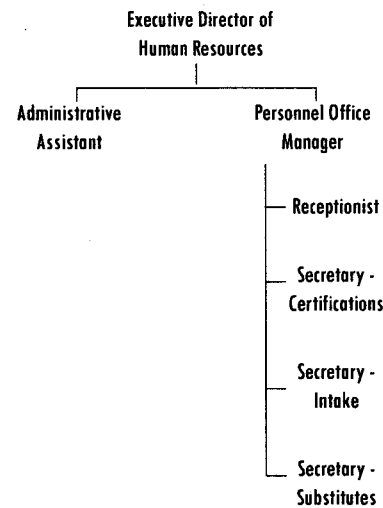 Executive Director of
Human Resources
Administrative
Assistant
Personnel Office
Manager
Receptionist
Secretary -
Certifications
Secretary -
Intake
Secretary -
Substitutes